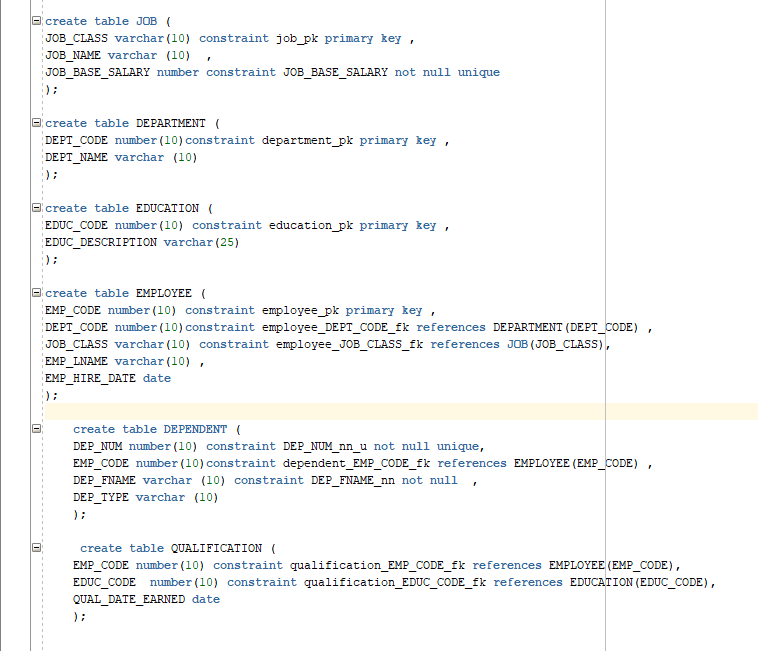 create table JOB (
JOB_CLASS varchar(10) constraint job_pk primary key ,
JOB_NAME varchar (10)  ,
JOB_BASE_SALARY number constraint JOB_BASE_SALARY not null unique
);
create table DEPARTMENT (
DEPT_CODE number(10)constraint department_pk primary key ,
DEPT_NAME varchar (10)
);
create table EDUCATION (
EDUC_CODE number(10) constraint education_pk primary key ,
EDUC_DESCRIPTION varchar(25)
);
create table EMPLOYEE (
EMP_CODE number(10) constraint employee_pk primary key ,
DEPT_CODE number(10)constraint employee_DEPT_CODE_fk references DEPARTMENT(DEPT_CODE) ,
JOB_CLASS varchar(10) constraint employee_JOB_CLASS_fk references JOB(JOB_CLASS),
EMP_LNAME varchar(10) ,
EMP_HIRE_DATE date
);
create table DEPENDENT (
DEP_NUM number(10) constraint DEP_NUM_nn_u not null unique,
EMP_CODE number(10)constraint dependent_EMP_CODE_fk references EMPLOYEE(EMP_CODE) ,
DEP_FNAME varchar (10) constraint DEP_FNAME_nn not null  ,
DEP_TYPE varchar (10)
);
create table QUALIFICATION (
EMP_CODE number(10) constraint qualification_EMP_CODE_fk references EMPLOYEE(EMP_CODE),
EDUC_CODE  number(10) constraint qualification_EDUC_CODE_fk references EDUCATION(EDUC_CODE),
QUAL_DATE_EARNED date
);